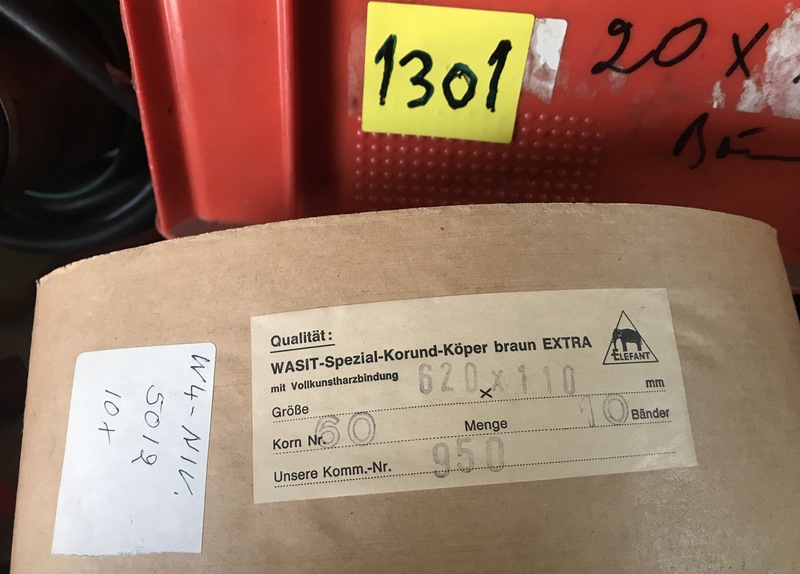 1301
20 x
Qualität:
WASIT-Spezial-Korund-Köper braun EXTRA
mit Vollkunstharzbindung
ELEFANT
Größe 620 x 110 mm
Korn Nr. 60 Menge 10 Bänder
Unsere Komm.-Nr. 950
W4-NIV.
5012
10+